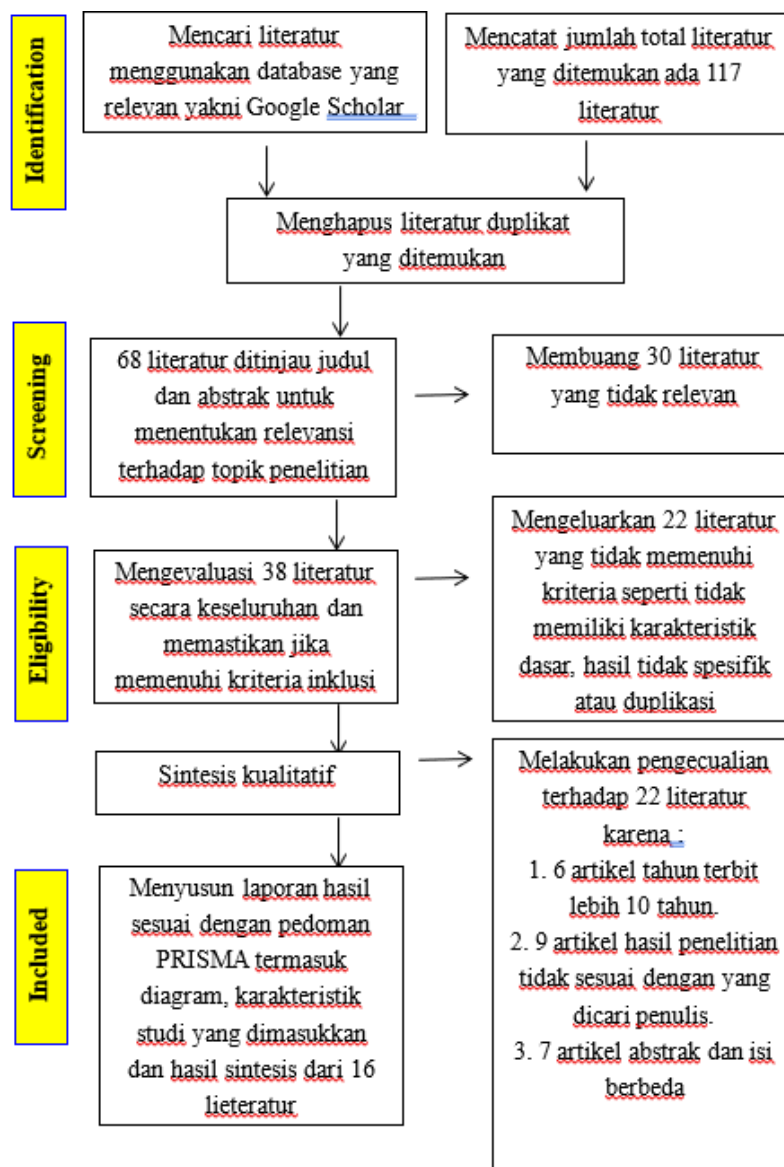 Identification
Mencari literatur
menggunakan database yang
relevan yakni Google Scholar
Mencatat jumlah total literatur
yang ditemukan ada 117
literatur
Menghapus literatur duplikat
yang ditemukan
Screening
68 literatur ditinjau judul
dan abstrak untuk
menentukan relevansi
terhadap topik penelitian
Membuang 30 literatur
yang tidak relevan
Eligibility
Mengevaluasi 38 literatur
secara keseluruhan dan
memastikan jika
memenuhi kriteria inklusi
Mengeluarkan 22 literatur
yang tidak memenuhi
kriteria seperti tidak
memiliki karakteristik
dasar, hasil tidak spesifik
atau duplikasi
Sintesis kualitatif
Melakukan pengecualian
terhadap 22 literatur
karena :
1. 6 artikel tahun terbit
lebih 10 tahun.
2. 9 artikel hasil penelitian
tidak sesuai dengan yang
dicari penulis.
3. 7 artikel abstrak dan isi
berbeda
Included
Menyusun laporan hasil
sesuai dengan pedoman
PRISMA termasuk
diagram, karakteristik
studi yang dimasukkan
dan hasil sintesis dari 16
lieteratur